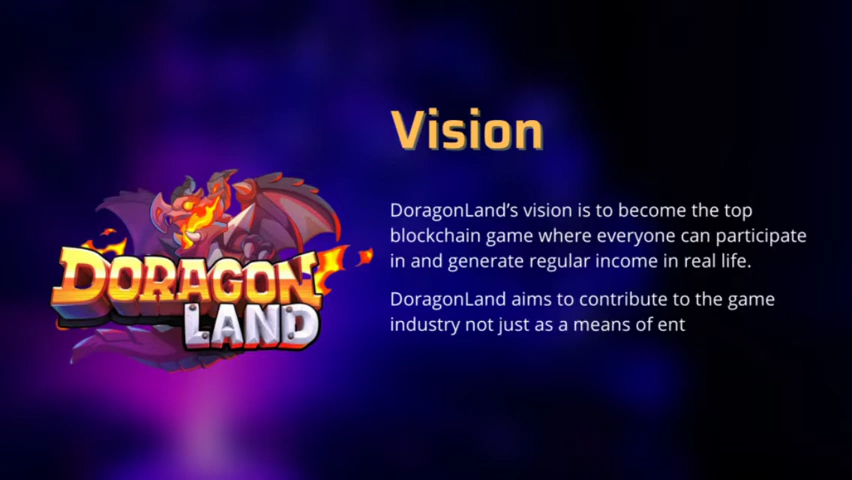 Vision
DORAGON
LAND
DoragonLand’s vision is to become the top
blockchain game where everyone can participate
in and generate regular income in real life.
DoragonLand aims to contribute to the game
industry not just as a means of ent